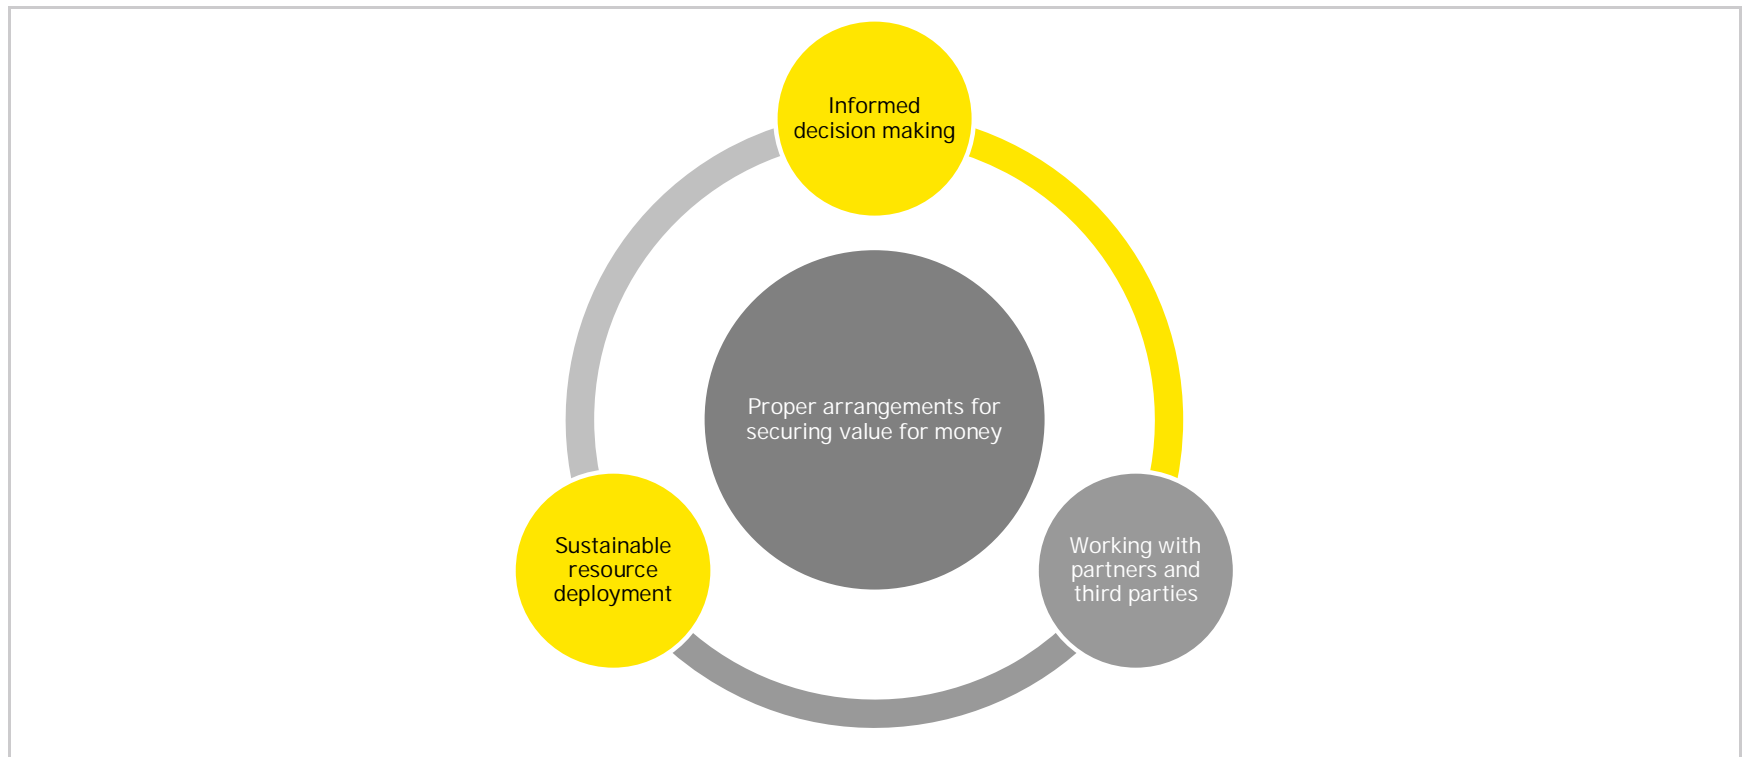 Informed
decision making
Proper arrangements for
securing value for money
Sustainable
resource
deployment
Working with
partners and
third parties